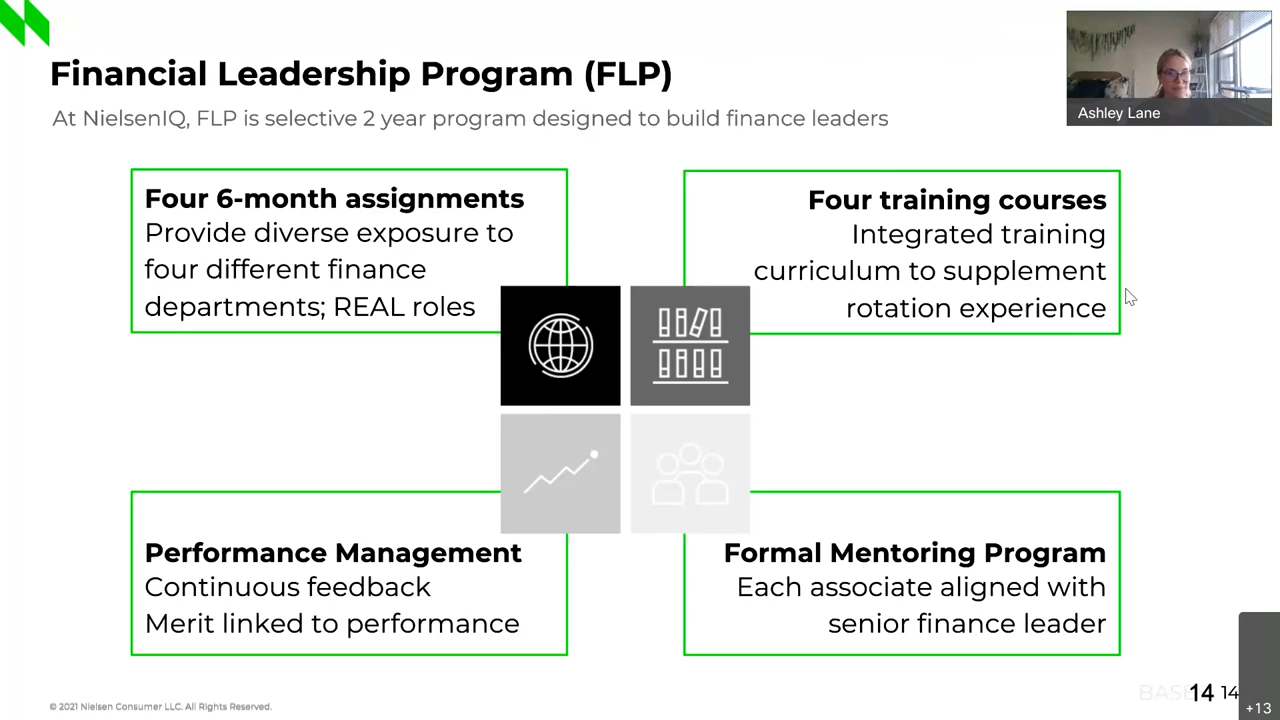 Financial Leadership Program (FLP)
At NielsenIQ, FLP is selective 2 year program designed to build finance leaders
Ashley Lane
Four 6-month assignments
Provide diverse exposure to
four different finance
departments; REAL roles
Four training courses
Integrated training
curriculum to supplement
rotation experience
Performance Management
Continuous feedback
Merit linked to performance
Formal Mentoring Program
Each associate aligned with
senior finance leader
© 2021 Nielsen Consumer LLC. All Rights Reserved.
14 14
+13